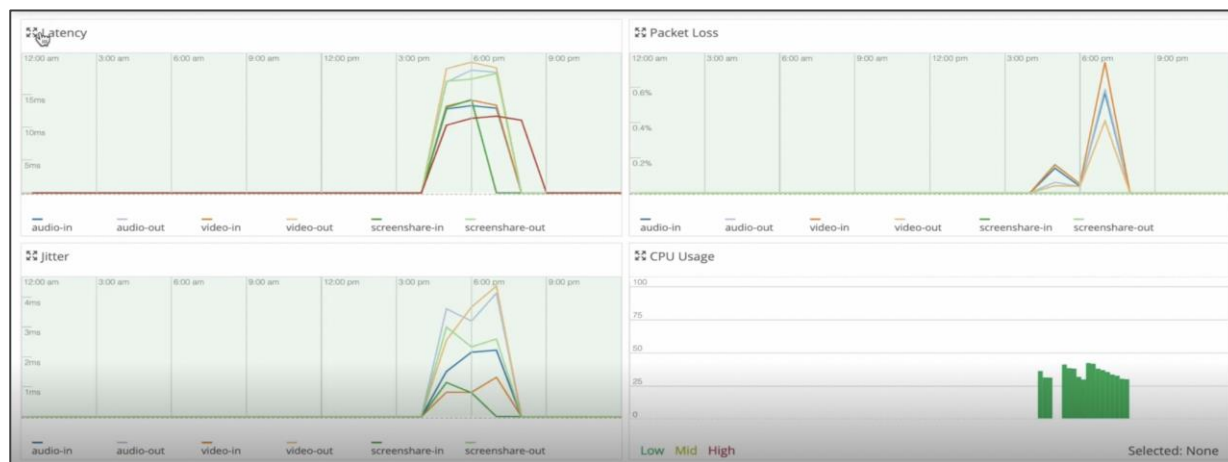 Latency
12:00 am 3:00 am 6:00 am 9:00 am 12:00 pm 3:00 pm 6:00 pm 9:00 pm
15ms
10ms
5ms
audio-in audio-out video-in video-out screenshare-in screenshare-out
Packet Loss
12:00 am 3:00 am 6:00 am 9:00 am 12:00 pm 3:00 pm 6:00 pm 9:00 pm
0.6%
0.4%
0.2%
audio-in audio-out video-in video-out screenshare-in screenshare-out
Jitter
12:00 am 3:00 am 6:00 am 9:00 am 12:00 pm 3:00 pm 6:00 pm 9:00 pm
4ms
3ms
2ms
1ms
audio-in audio-out video-in video-out screenshare-in screenshare-out
CPU Usage
100
75
50
25
0
Low Mid High Selected: None